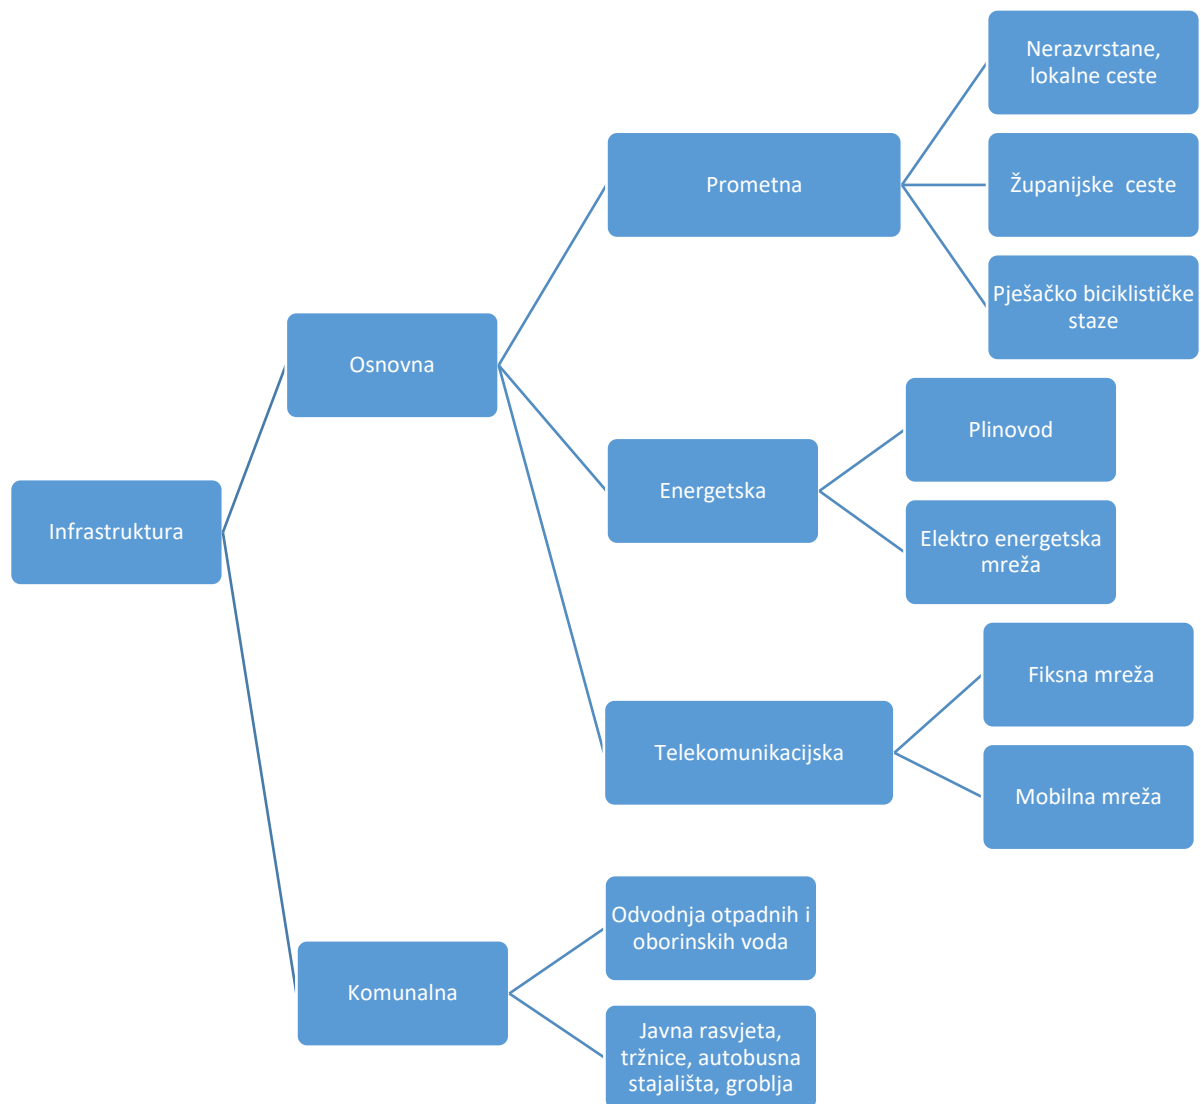 Infrastruktura
Osnovna
Prometna
Nerazvrstane,
lokalne ceste
Županijske  ceste
Pješačko biciklističke
staze
Energetska
Plinovod
Elektro energetska
mreža
Telekomunikacijska
Fiksna mreža
Mobilna mreža
Komunalna
Odvodnja otpadnih i
oborinskih voda
Javna rasvjeta,
tržnice, autobusna
stajališta, groblja